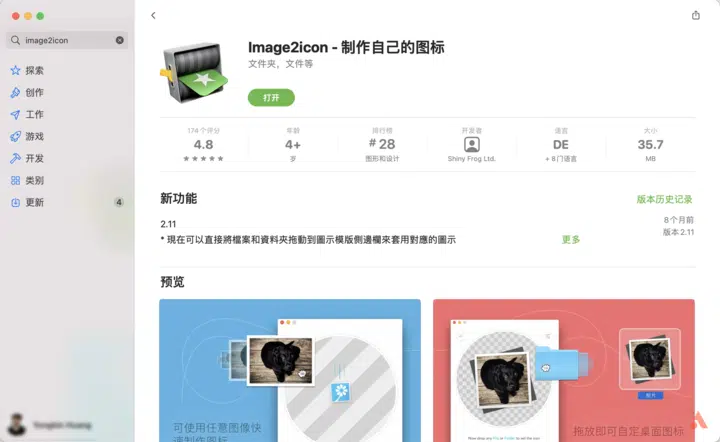 image2icon
探索
创作
工作
游戏
开发
类别
更新
4
Image2icon - 制作自己的图标
文件夹，文件等
打开
174 个评分
4.8
年龄
4+
岁
排行榜
#28
图形和设计
开发者
Shiny Frog Ltd.
语言
DE
+ 8 门语言
大小
35.7
MB
新功能
版本历史记录
2.11
* 現在可以直接將檔案和資料夾拖動到圖示模版側邊欄來套用對應的圖示
更多
8 个月前
版本 2.11
预览
可使用任意图像快
速制作图标
拖放即可自定桌面图标